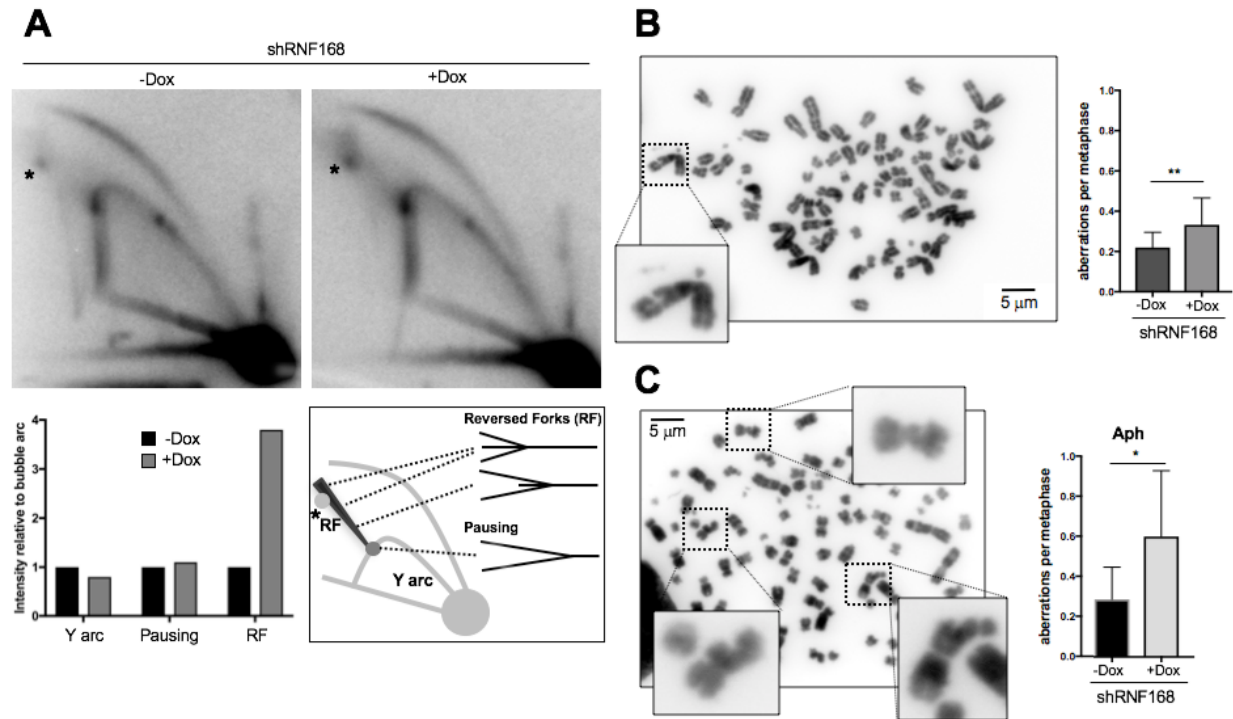 A
shRNF168
-Dox
+Dox
*
*
Intensity relative to bubble arc
4
3
2
1
0
-Dox
+Dox
Y arc
Pausing
RF
Reversed Forks (RF)
*RF
Pausing
Y arc
B
5 µm
aberrations per metaphase
1.0
0.8
0.6
0.4
0.2
0.0
**
-Dox
+Dox
shRNF168
C
5 µm
Aph
aberrations per metaphase
1.0
0.8
0.6
0.4
0.2
0.0
*
-Dox
+Dox
shRNF168